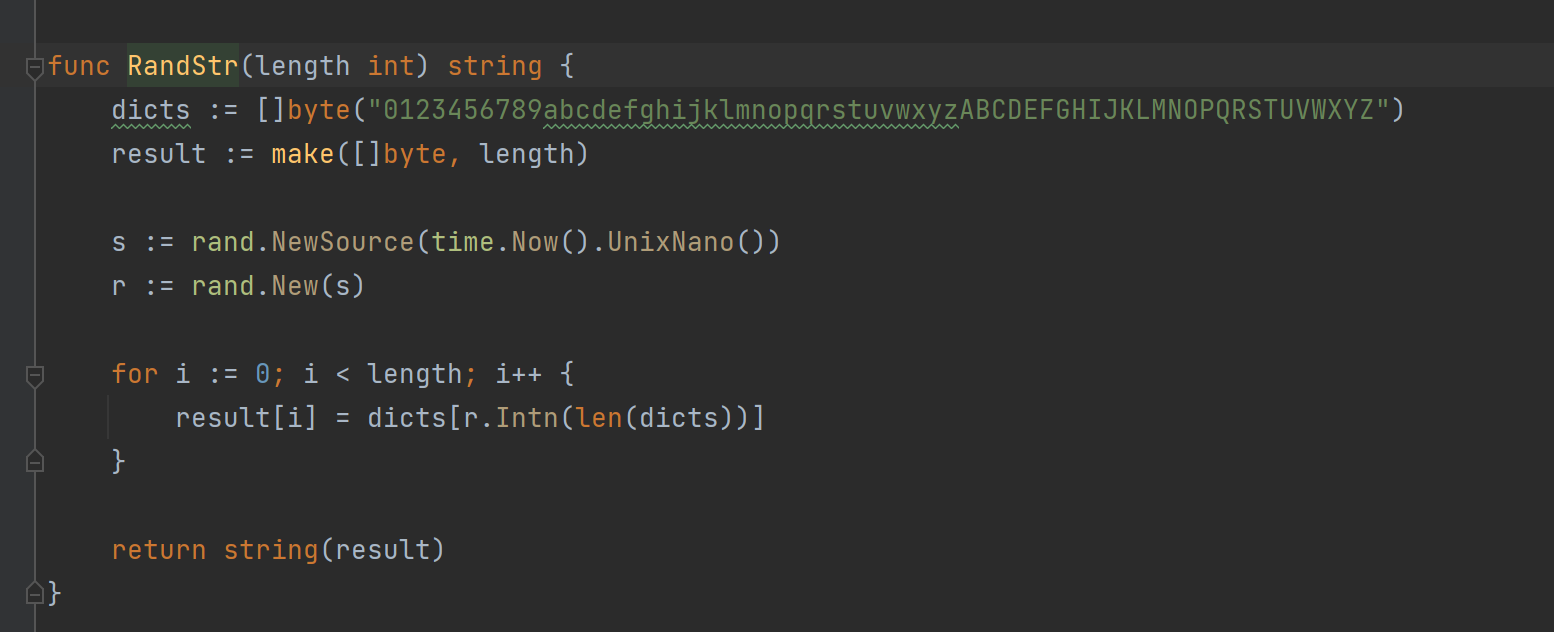 func RandStr(length int) string {
    dicts := []byte("0123456789abcdefghijklmnopqrstuvwxyzABCDEFGHIJKLMNOPQRSTUVWXYZ")
    result := make([]byte, length)
    s := rand.NewSource(time.Now().UnixNano())
    r := rand.New(s)
    for i := 0; i < length; i++ {
        result[i] = dicts[r.Intn(len(dicts))]
    }
    return string(result)
}